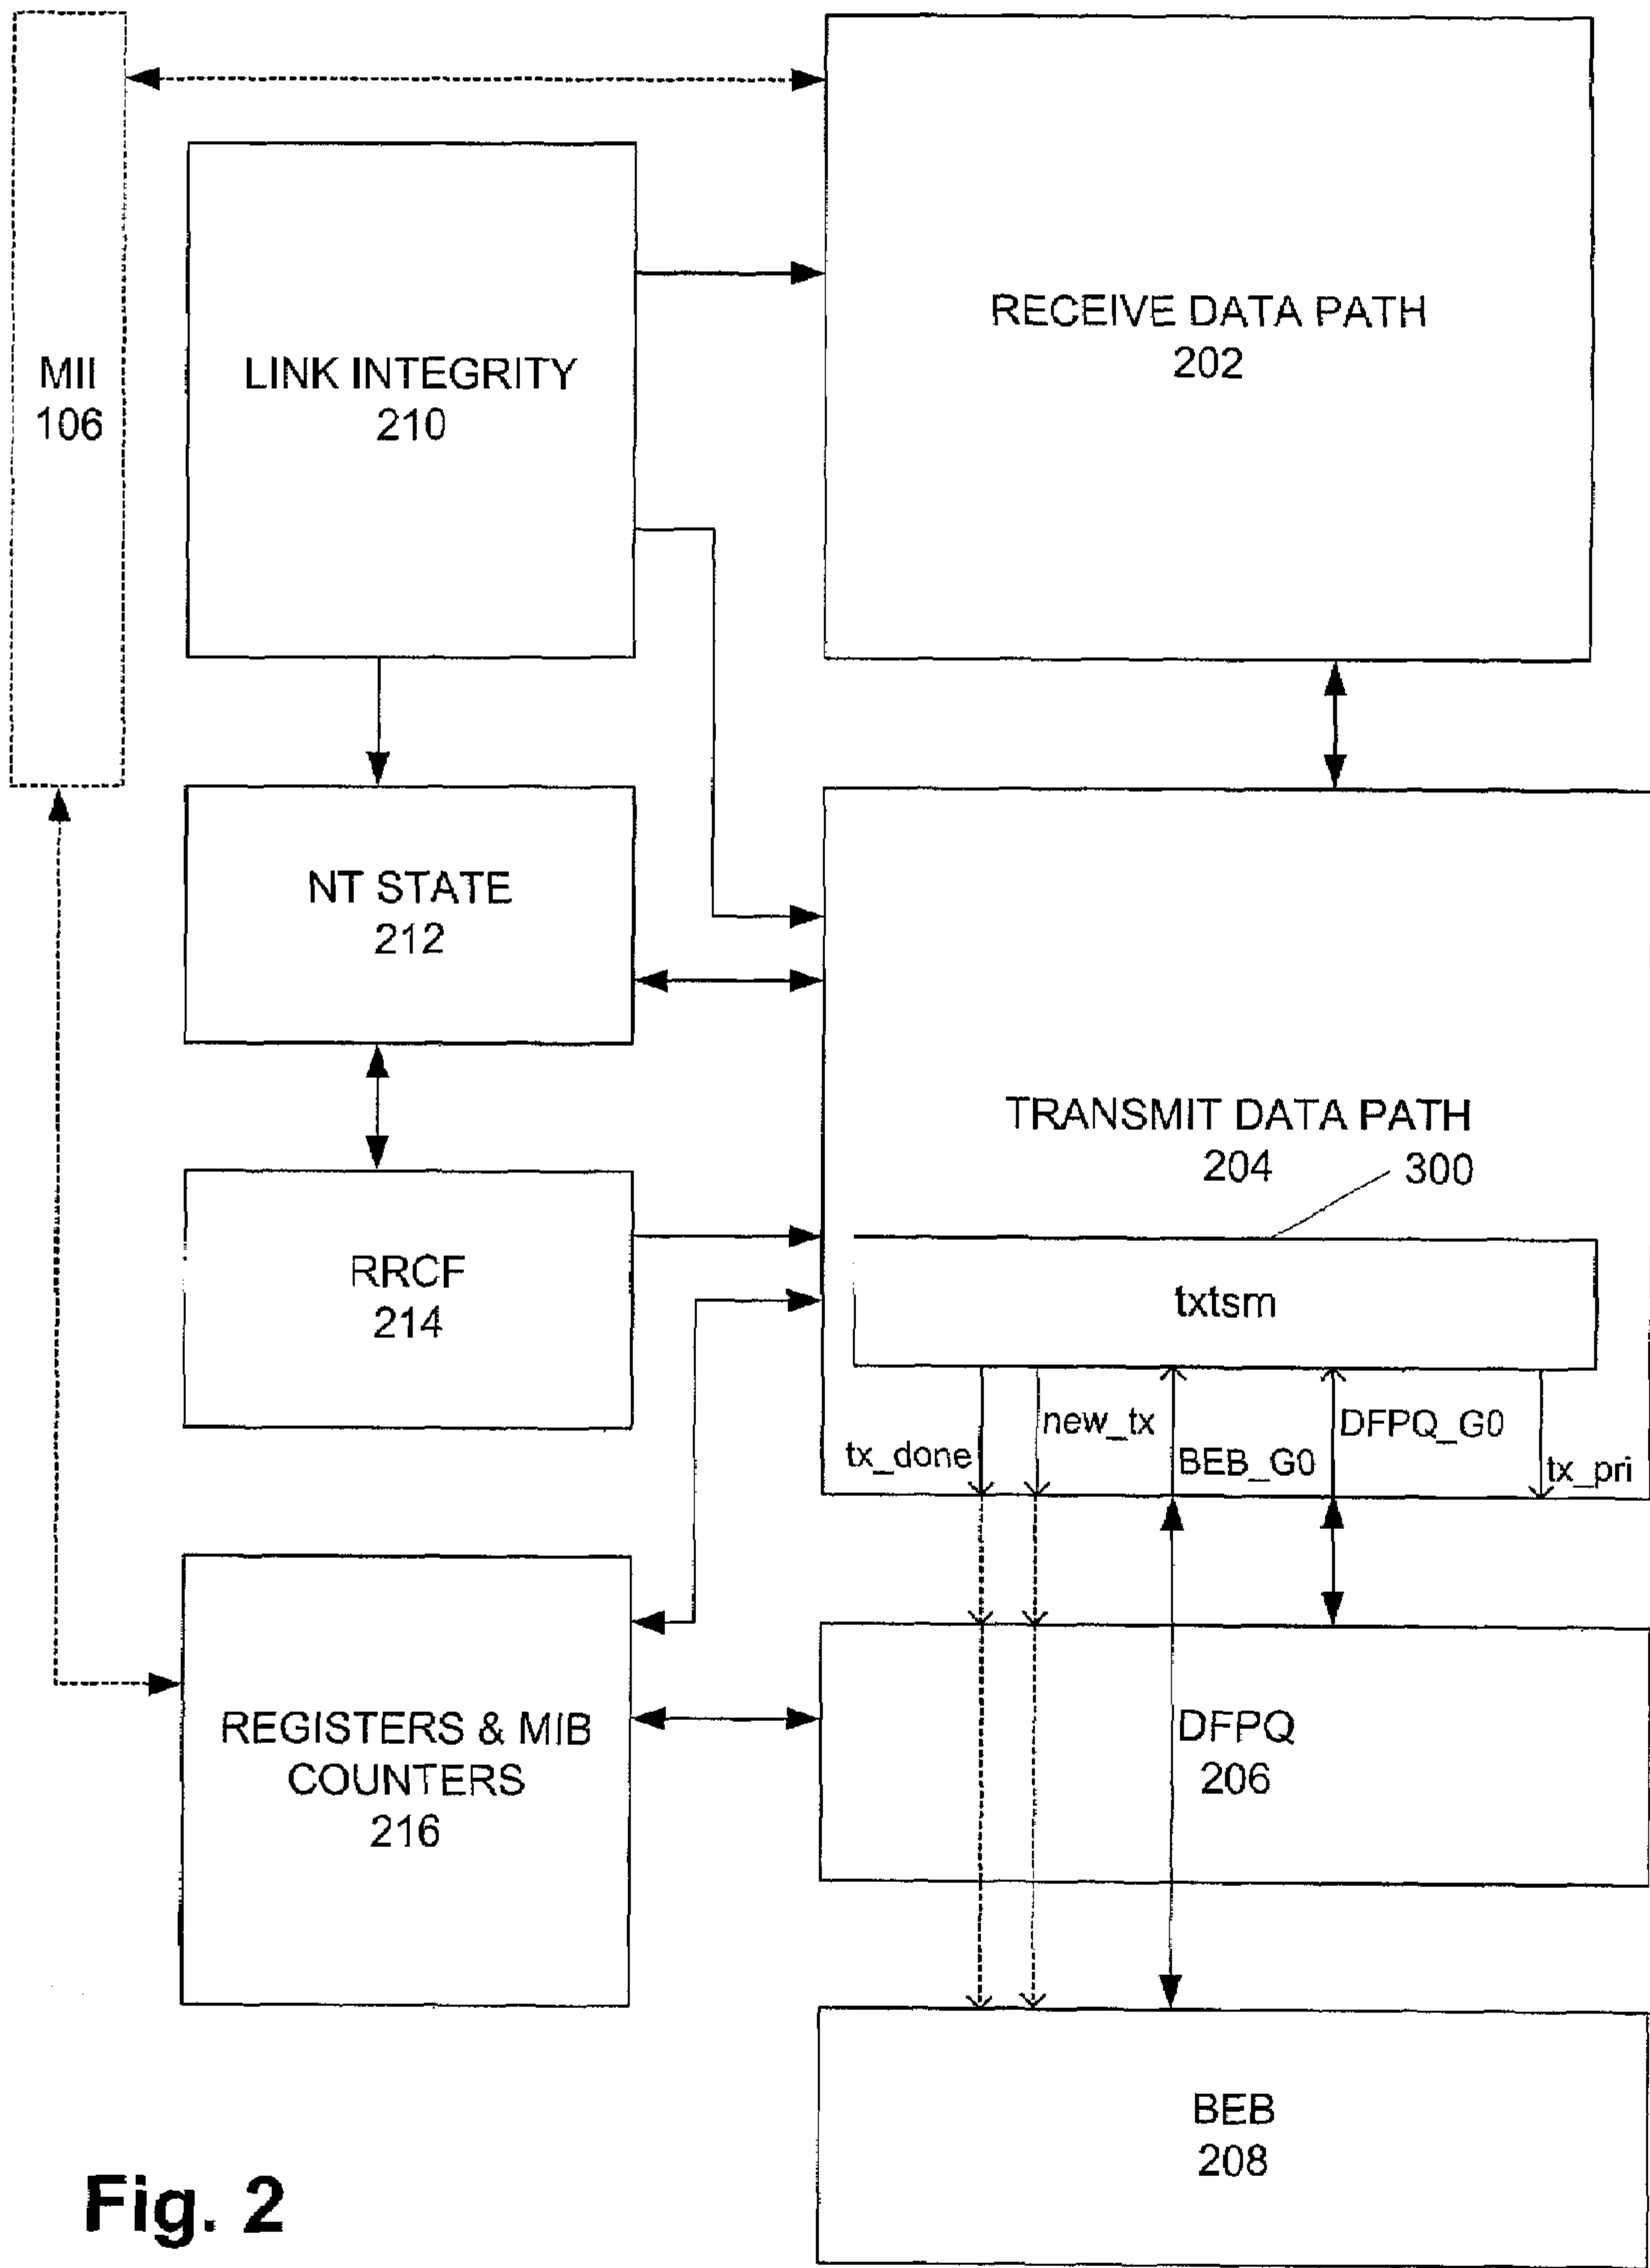 RECEIVE DATA PATH
202
MII
106
LINK INTEGRITY
210
NT STATE
212
TRANSMIT DATA PATH
204
300
RRCF
214
txtsm
tx_done
new_tx
BEB_G0
DFPQ_G0
tx_pri
REGISTERS & MIB
COUNTERS
216
DFPQ
206
BEB
208
Fig. 2